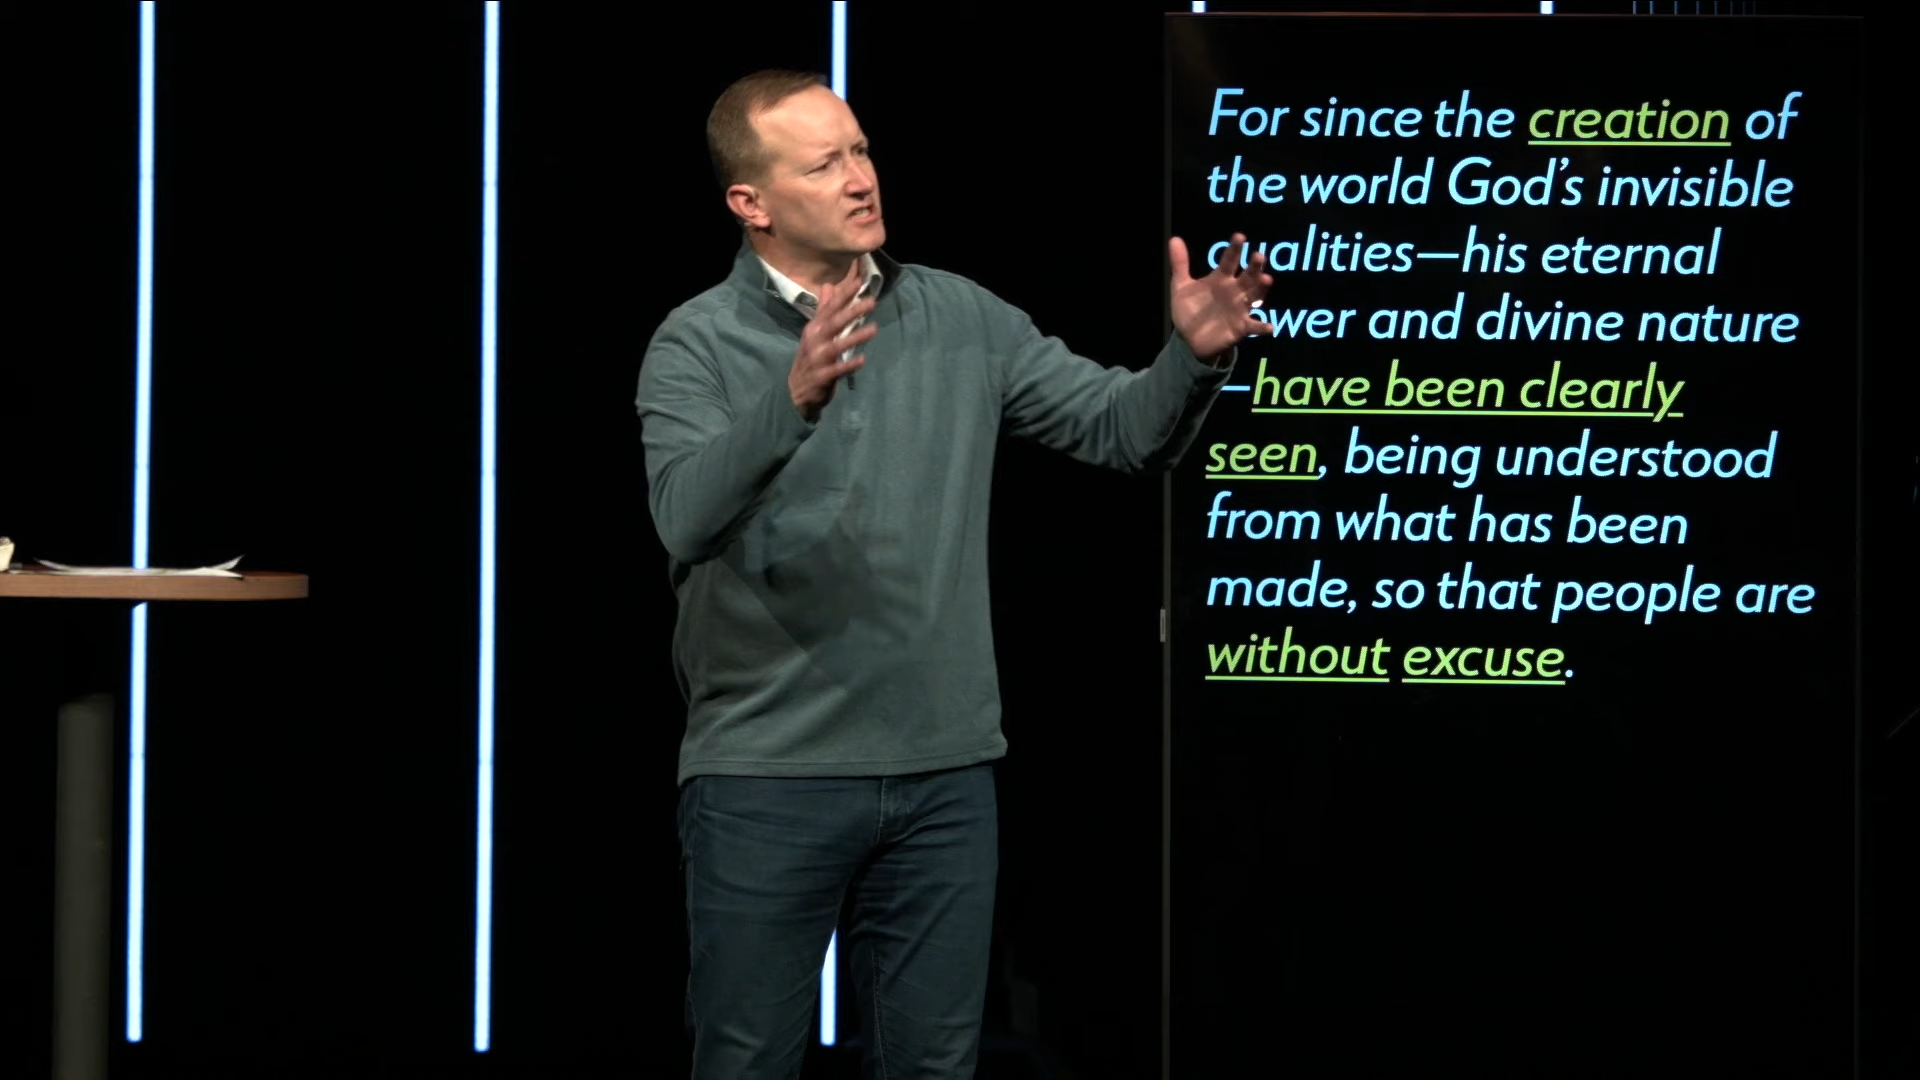 For since the creation of
the world God's invisible
qualities—his eternal
power and divine nature
—have been clearly
seen, being understood
from what has been
made, so that people are
without excuse.